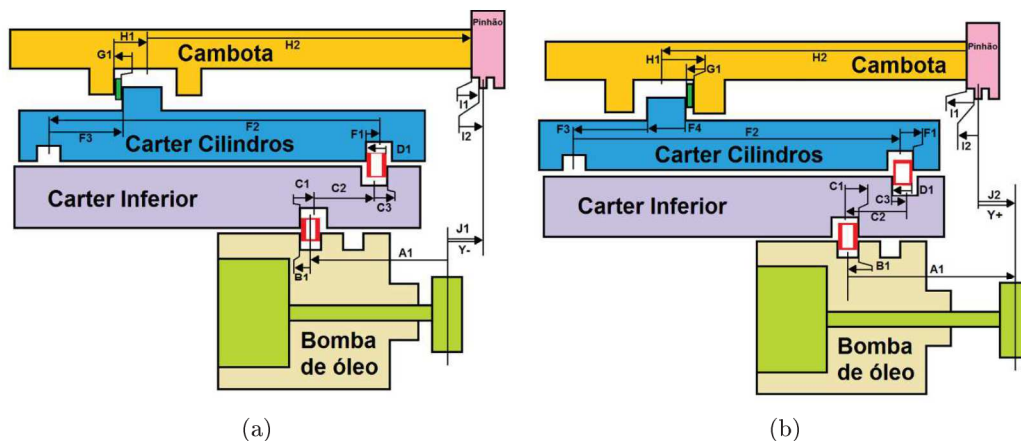 Pinhão
H1
H2
G1
Cambota
I1
I2
F2
F3
F1
Carter Cilindros
D1
C1
C2
C3
Carter Inferior
J1
Y-
B1
A1
Bomba
de óleo
(a)
Pinhão
H1
H2
G1
Cambota
I1
I2
F3
F4
F2
F1
Carter Cilindros
C1
D1
C3
C2
Carter Inferior
J2
Y+
B1
A1
Bomba
de óleo
(b)